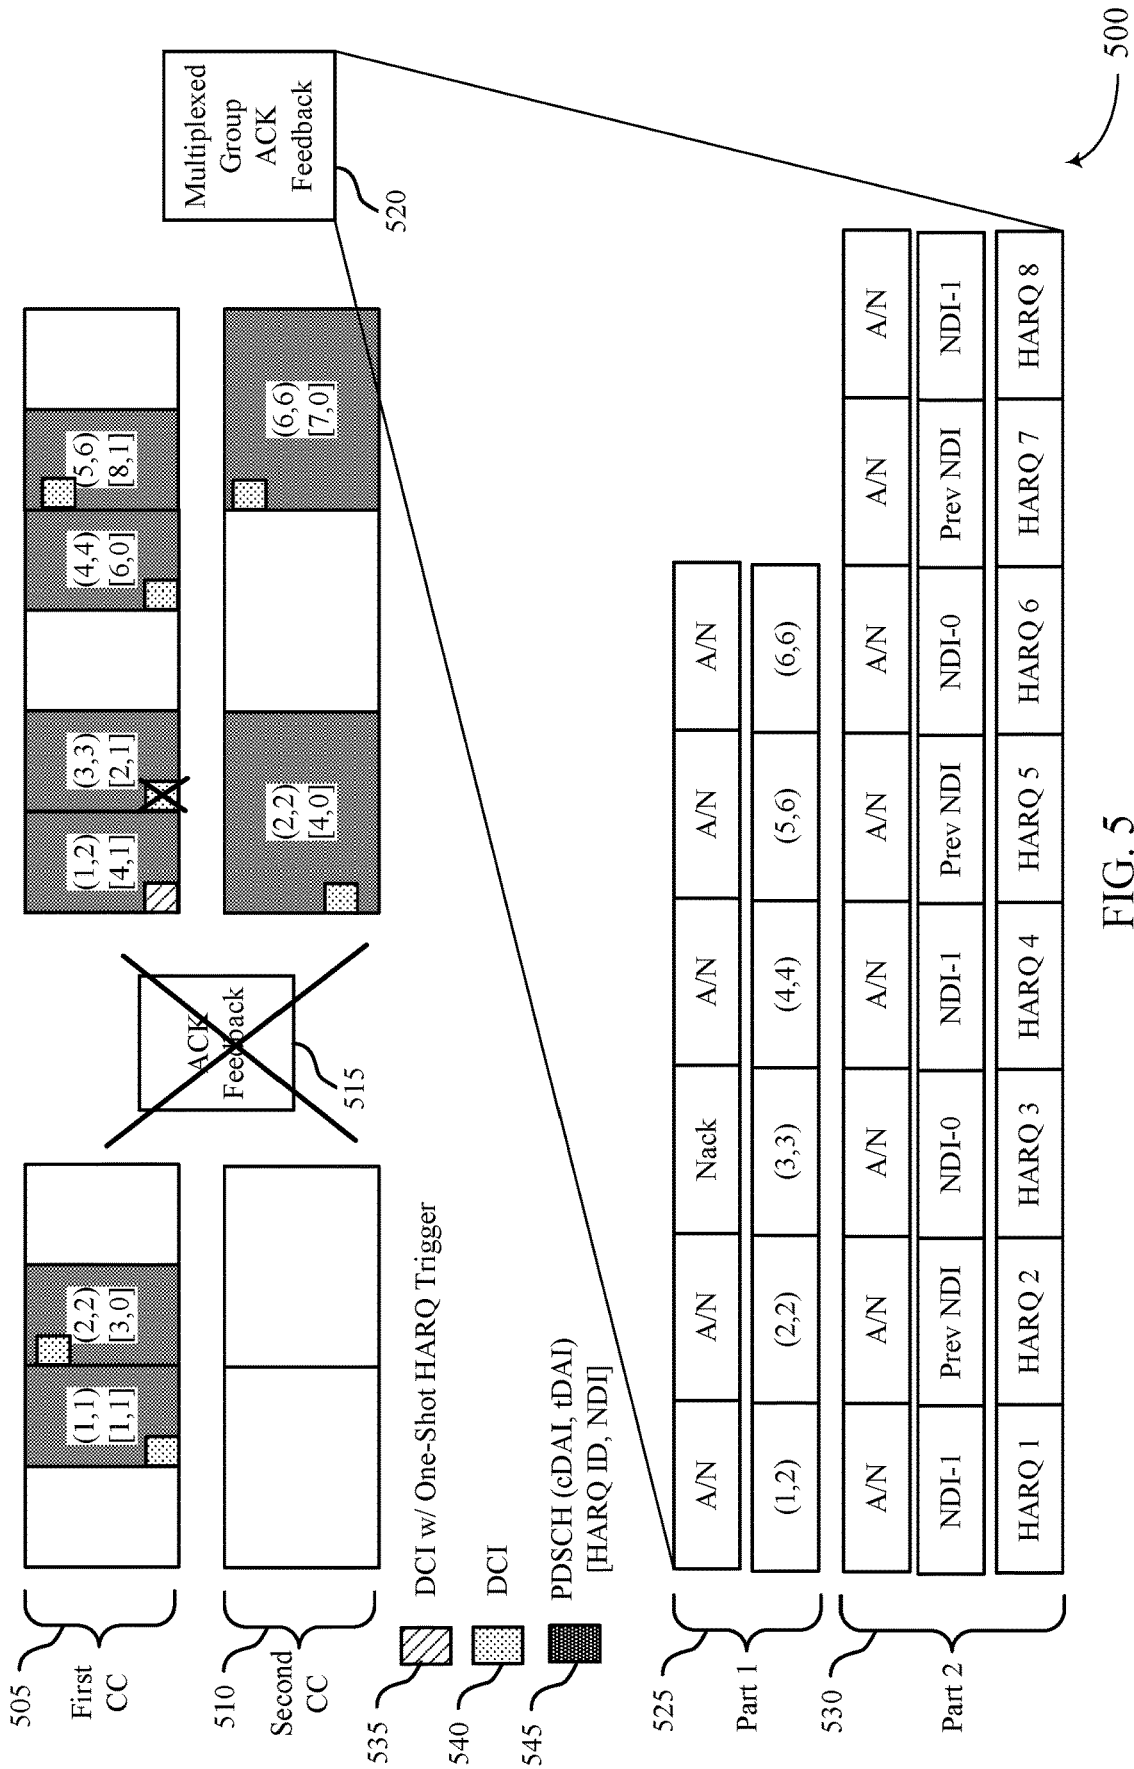 505
First
CC
(1,1)
[1,1]
(2,2)
[3,0]
(1,2)
[4,1]
(3,3)
[2,1]
(4,4)
[6,0]
(5,6)
[8,1]
510
Second
CC
(2,2)
[4,0]
(6,6)
[7,0]
ACK
Feedback
515
Multiplexed
Group
ACK
Feedback
520
535
DCI w/ One-Shot HARQ Trigger
540
DCI
545
PDSCH (cDAI, tDAI)
[HARQ ID, NDI]
525
Part 1
A/N A/N Nack A/N A/N A/N
(1,2) (2,2) (3,3) (4,4) (5,6) (6,6)
530
Part 2
A/N A/N A/N A/N A/N A/N A/N A/N
NDI-1 Prev NDI NDI-0 NDI-1 Prev NDI NDI-0 Prev NDI NDI-1
HARQ 1 HARQ 2 HARQ 3 HARQ 4 HARQ 5 HARQ 6 HARQ 7 HARQ 8
500
FIG. 5